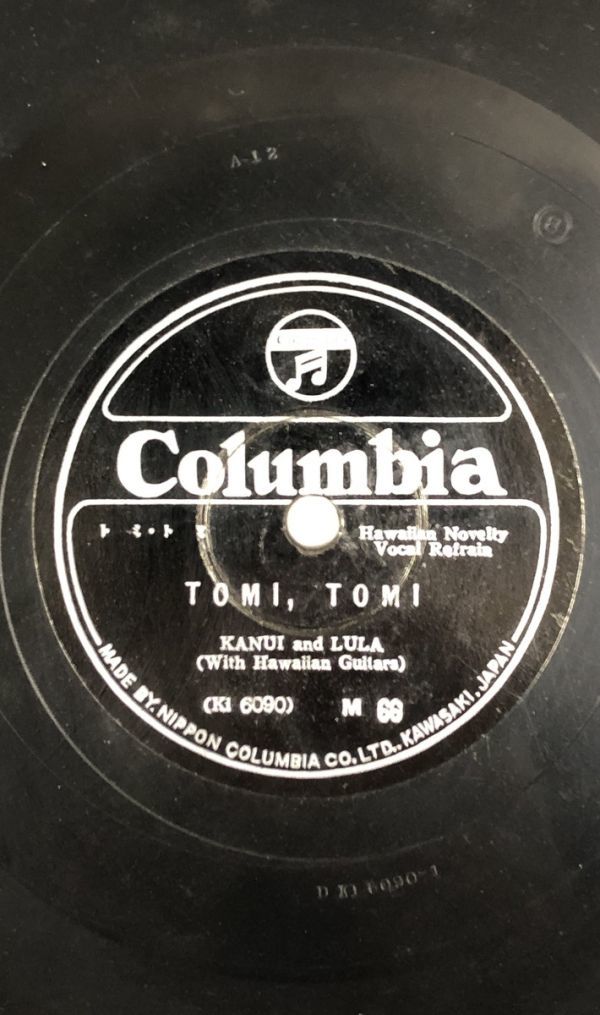 A-12
Columbia
トミ・トミ
Hawaiian Novelty
Vocal Refrain
TOMI, TOMI
KANUI and LULA
(With Hawaiian Guitars)
(KI 6090) M 66
MADE BY. NIPPON COLUMBIA CO. LTD., KAWASAKI, JAPAN
D KI 6090-1